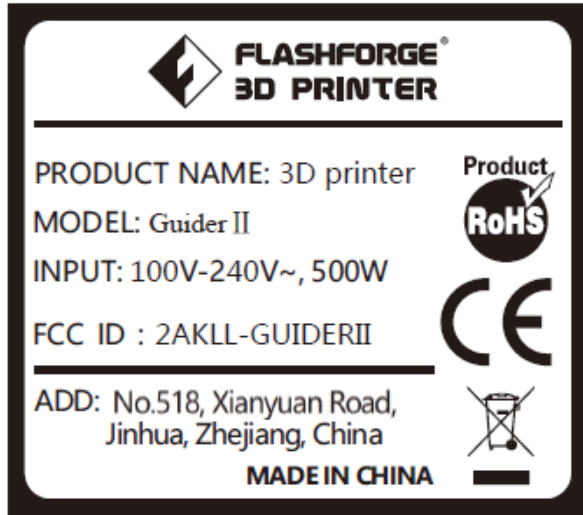 FLASHFORGE®
3D PRINTER
PRODUCT NAME: 3D printer
MODEL: Guider II
INPUT: 100V-240V~, 500W
FCC ID : 2AKLL-GUIDERII
Product
RoHS
CE
ADD: No.518, Xianyuan Road,
Jinhua, Zhejiang, China
MADE IN CHINA